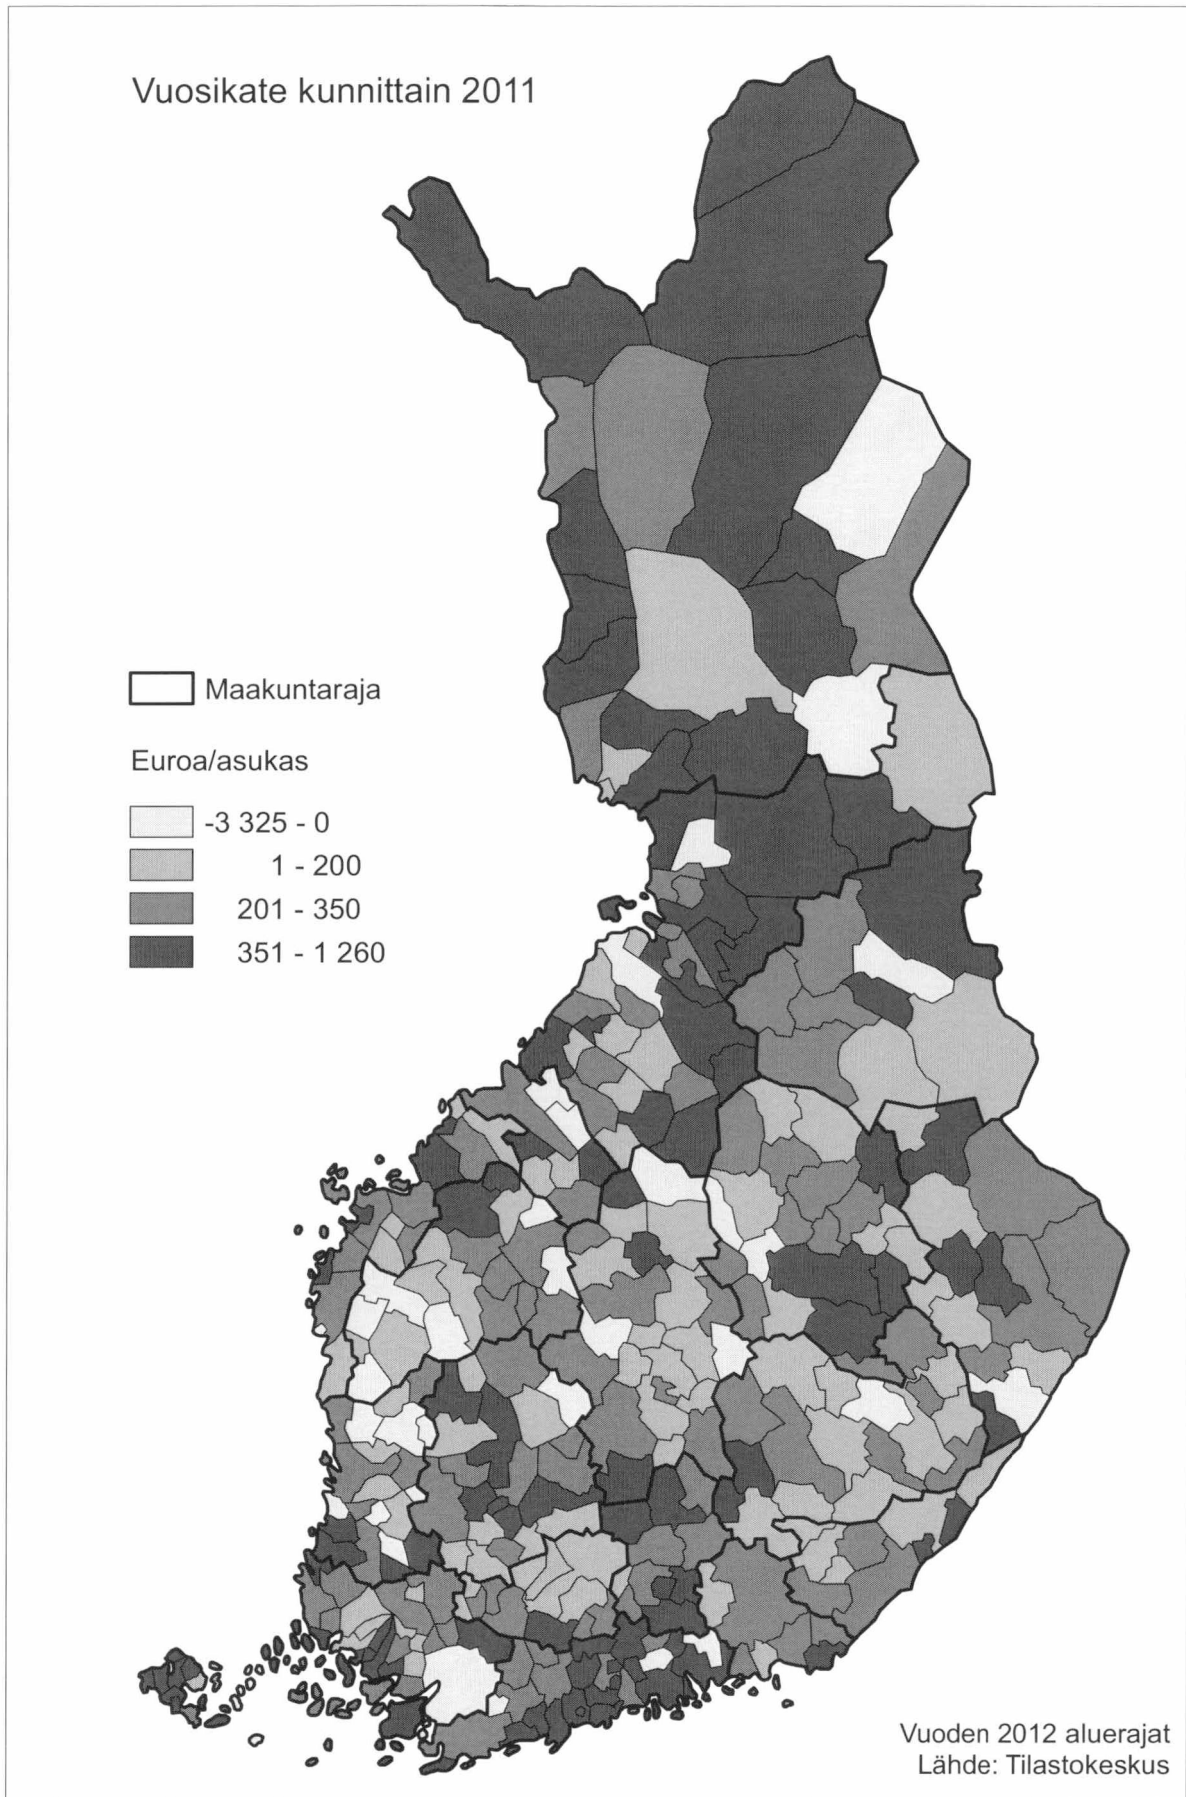 Vuosikate kunnittain 2011
Maakuntaraja
Euroa/asukas
-3 325 - 0
1 - 200
201 - 350
351 - 1 260
Vuoden 2012 aluerajat
Lähde: Tilastokeskus